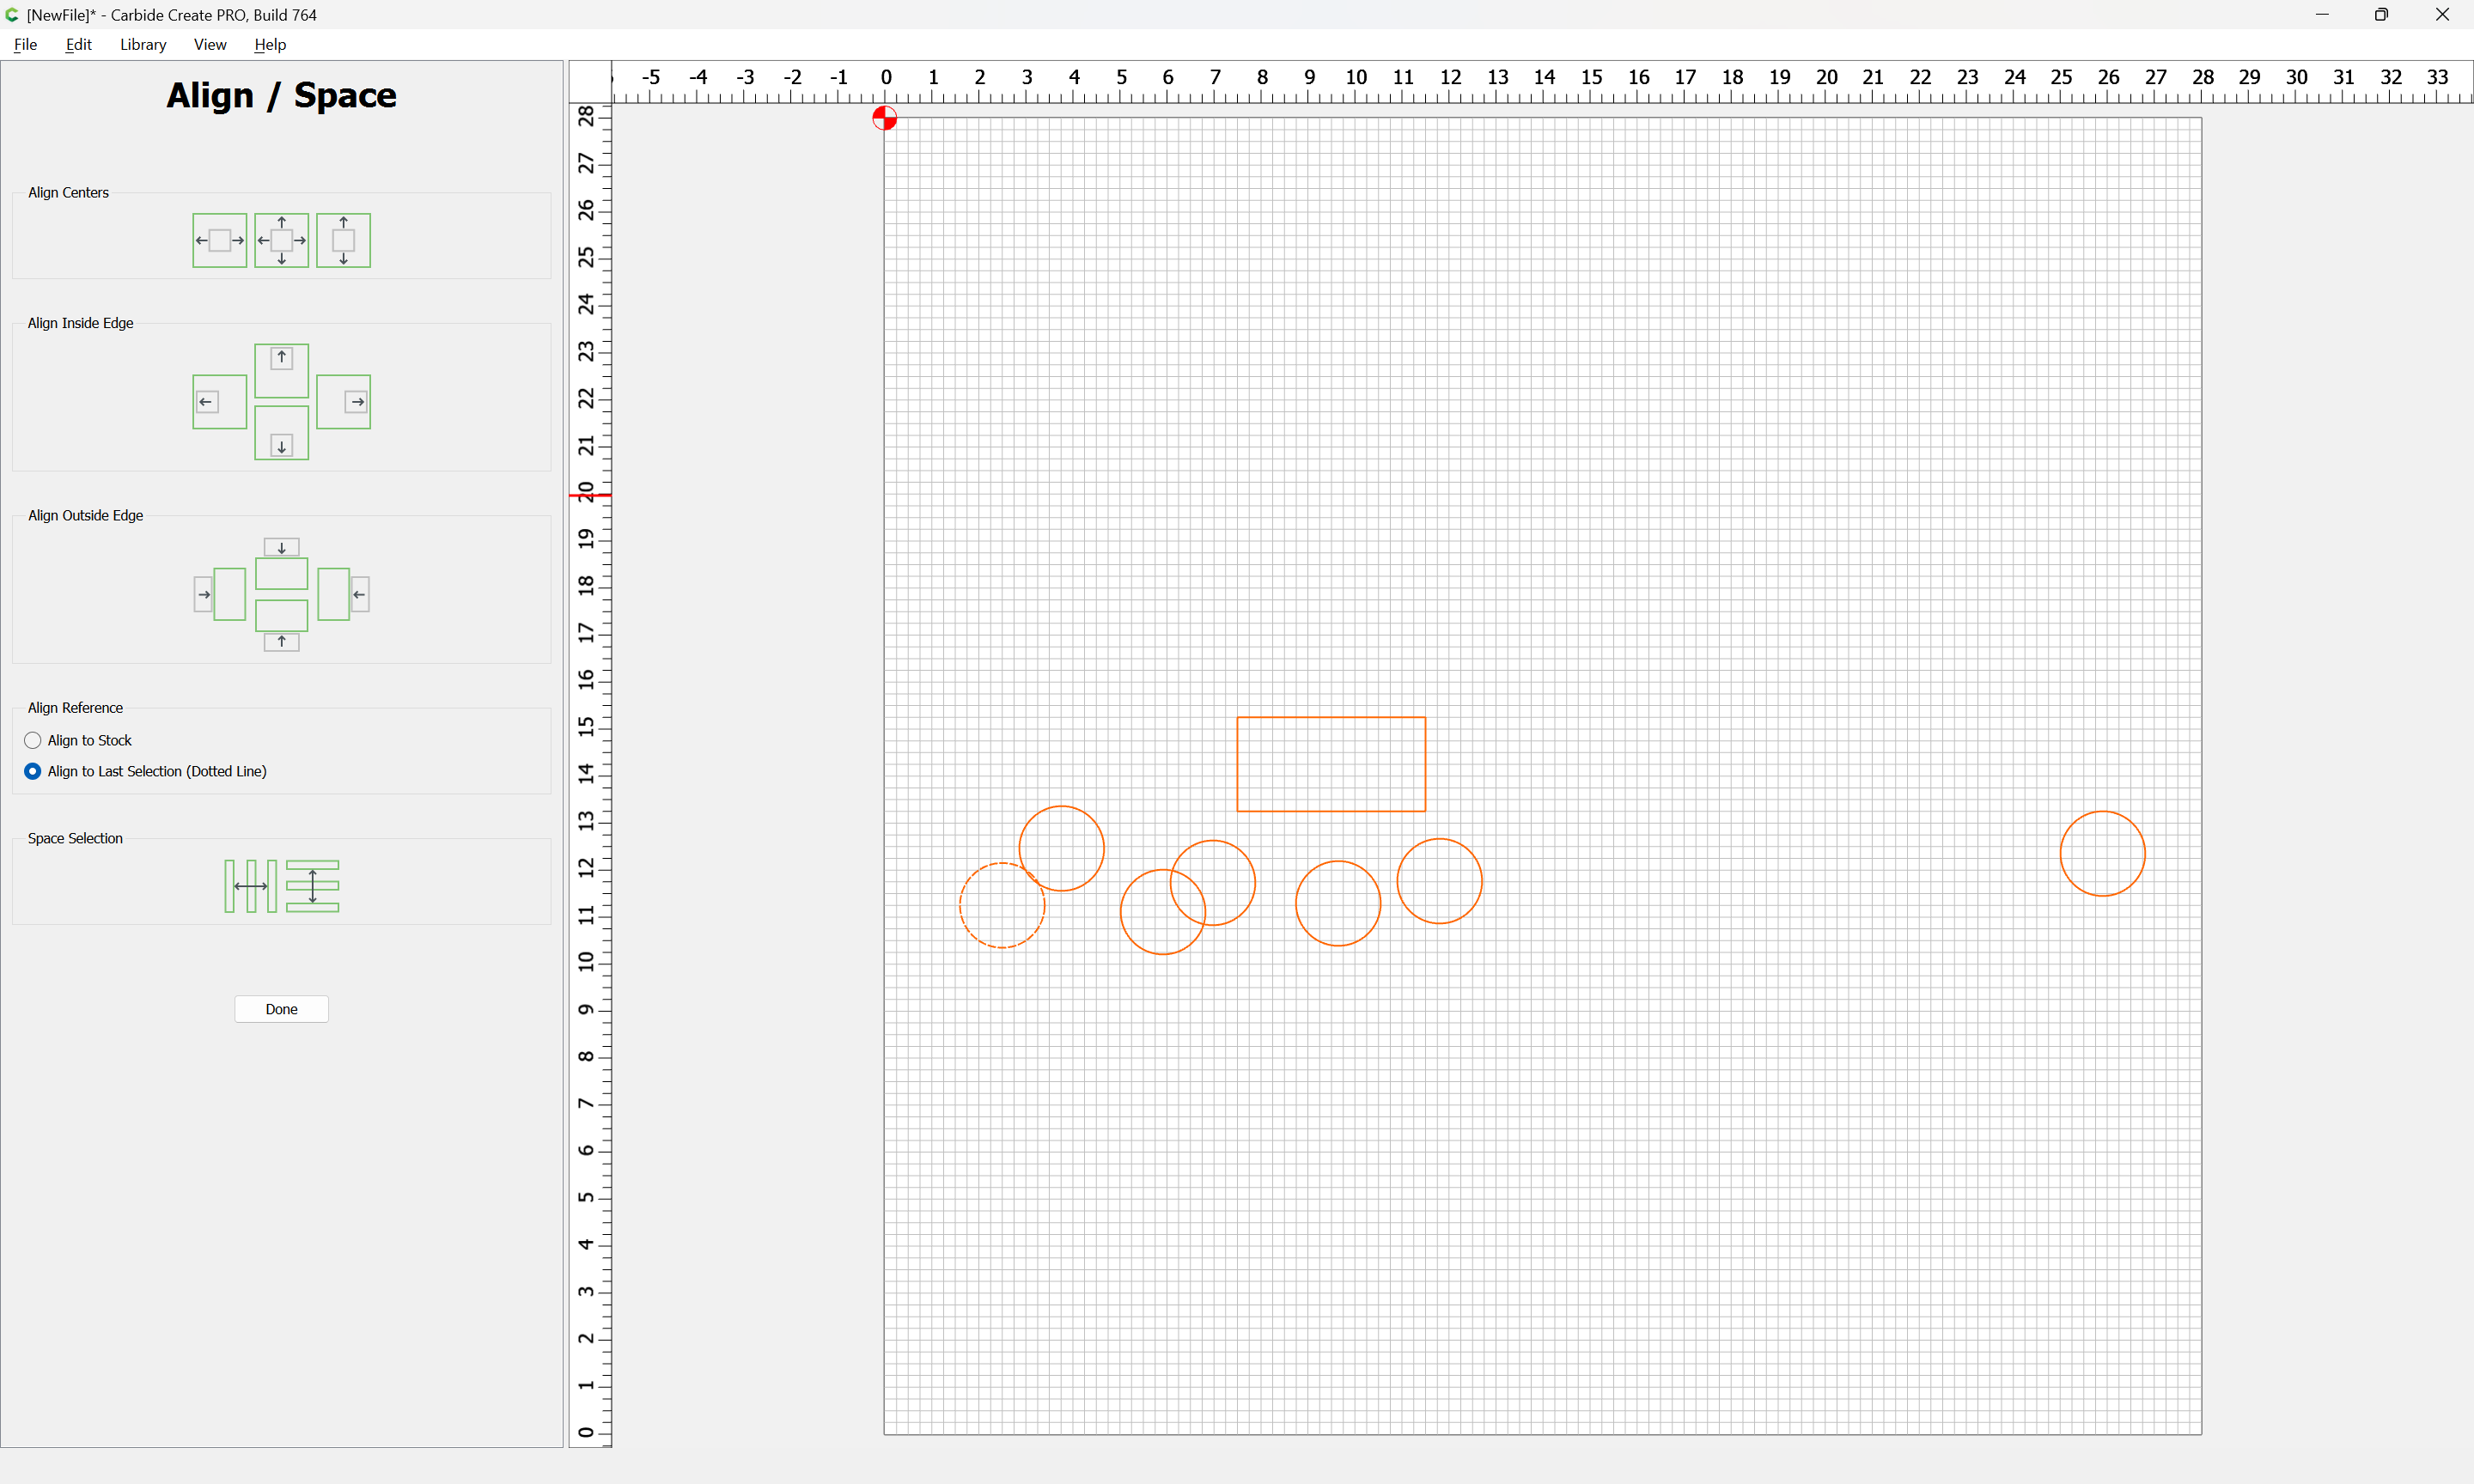 [NewFile]* - Carbide Create PRO, Build 764
File Edit Library View Help
Align / Space
Align Centers
Align Inside Edge
Align Outside Edge
Align Reference
Align to Stock
Align to Last Selection (Dotted Line)
Space Selection
Done
-5 -4 -3 -2 -1 0 1 2 3 4 5 6 7 8 9 10 11 12 13 14 15 16 17 18 19 20 21 22 23 24 25 26 27 28 29 30 31 32 33
28
27
26
25
24
23
22
21
20
19
18
17
16
15
14
13
12
11
10
9
8
7
6
5
4
3
2
1
0